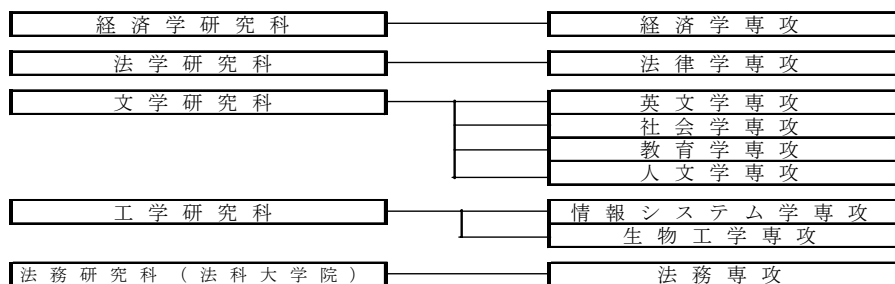 経済学研究科 経済学専攻
法学研究科 法律学専攻
文学研究科 英文学専攻
社会学専攻
教育学専攻
人文学専攻
工学研究科 情報システム学専攻
生物工学専攻
法務研究科(法科大学院) 法務専攻